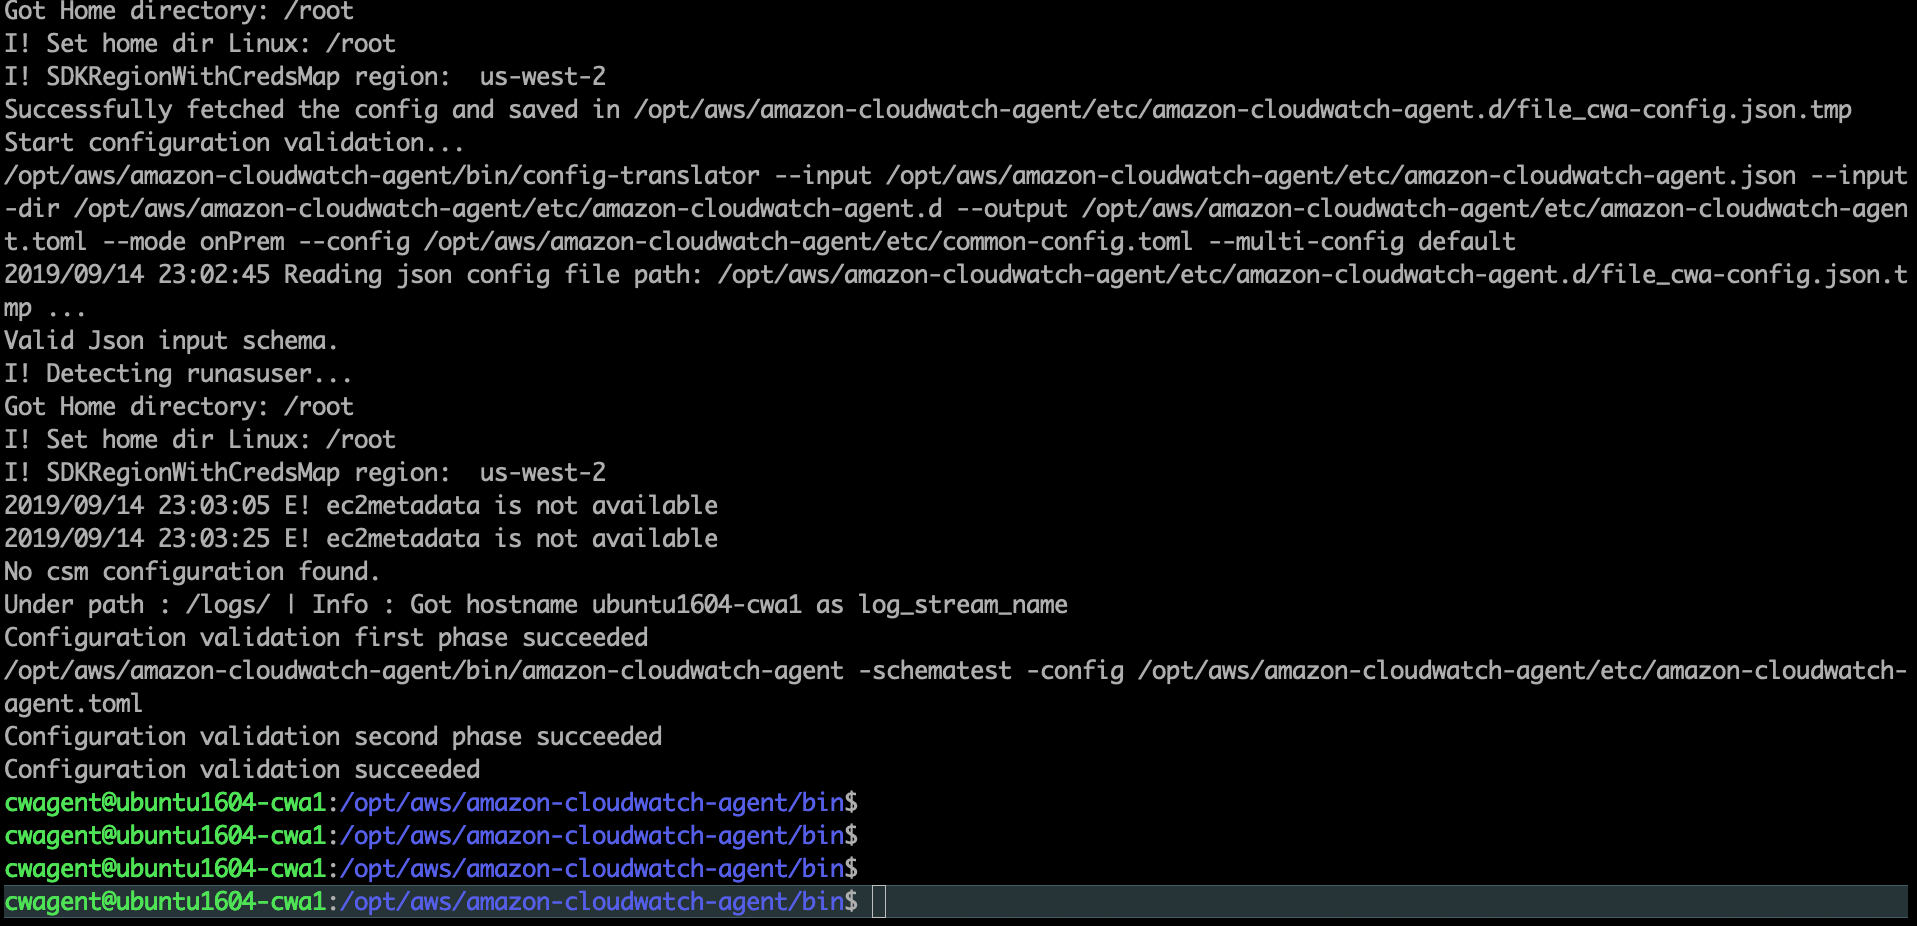 Got Home directory: /root
I! Set home dir Linux: /root
I! SDKRegionWithCredsMap region:  us-west-2
Successfully fetched the config and saved in /opt/aws/amazon-cloudwatch-agent/etc/amazon-cloudwatch-agent.d/file_cwa-config.json.tmp
Start configuration validation...
/opt/aws/amazon-cloudwatch-agent/bin/config-translator --input /opt/aws/amazon-cloudwatch-agent/etc/amazon-cloudwatch-agent.json --input
-dir /opt/aws/amazon-cloudwatch-agent/etc/amazon-cloudwatch-agent.d --output /opt/aws/amazon-cloudwatch-agent/etc/amazon-cloudwatch-agen
t.toml --mode onPrem --config /opt/aws/amazon-cloudwatch-agent/etc/common-config.toml --multi-config default
2019/09/14 23:02:45 Reading json config file path: /opt/aws/amazon-cloudwatch-agent/etc/amazon-cloudwatch-agent.d/file_cwa-config.json.t
mp ...
Valid Json input schema.
I! Detecting runasuser...
Got Home directory: /root
I! Set home dir Linux: /root
I! SDKRegionWithCredsMap region:  us-west-2
2019/09/14 23:03:05 E! ec2metadata is not available
2019/09/14 23:03:25 E! ec2metadata is not available
No csm configuration found.
Under path : /logs/ | Info : Got hostname ubuntu1604-cwa1 as log_stream_name
Configuration validation first phase succeeded
/opt/aws/amazon-cloudwatch-agent/bin/amazon-cloudwatch-agent -schematest -config /opt/aws/amazon-cloudwatch-agent/etc/amazon-cloudwatch-
agent.toml
Configuration validation second phase succeeded
Configuration validation succeeded
cwagent@ubuntu1604-cwa1:/opt/aws/amazon-cloudwatch-agent/bin$
cwagent@ubuntu1604-cwa1:/opt/aws/amazon-cloudwatch-agent/bin$
cwagent@ubuntu1604-cwa1:/opt/aws/amazon-cloudwatch-agent/bin$
cwagent@ubuntu1604-cwa1:/opt/aws/amazon-cloudwatch-agent/bin$